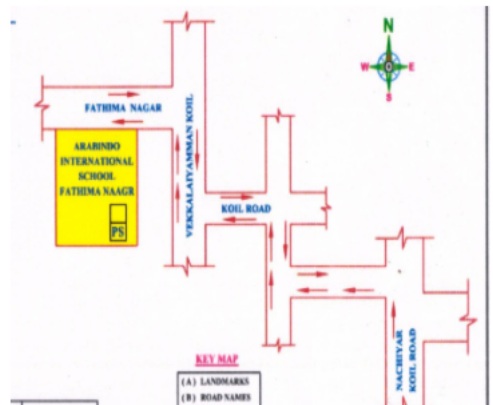 N
W E
S
FATHIMA NAGAR
ARABINDO
INTERNATIONAL
SCHOOL
FATHIMA NAAGR
PS
VEKKALAIYAMMAN KOIL
KOIL ROAD
NACHIYAR
KOIL ROAD
KEY MAP
(A) LANDMARKS
(B) ROAD NAMES